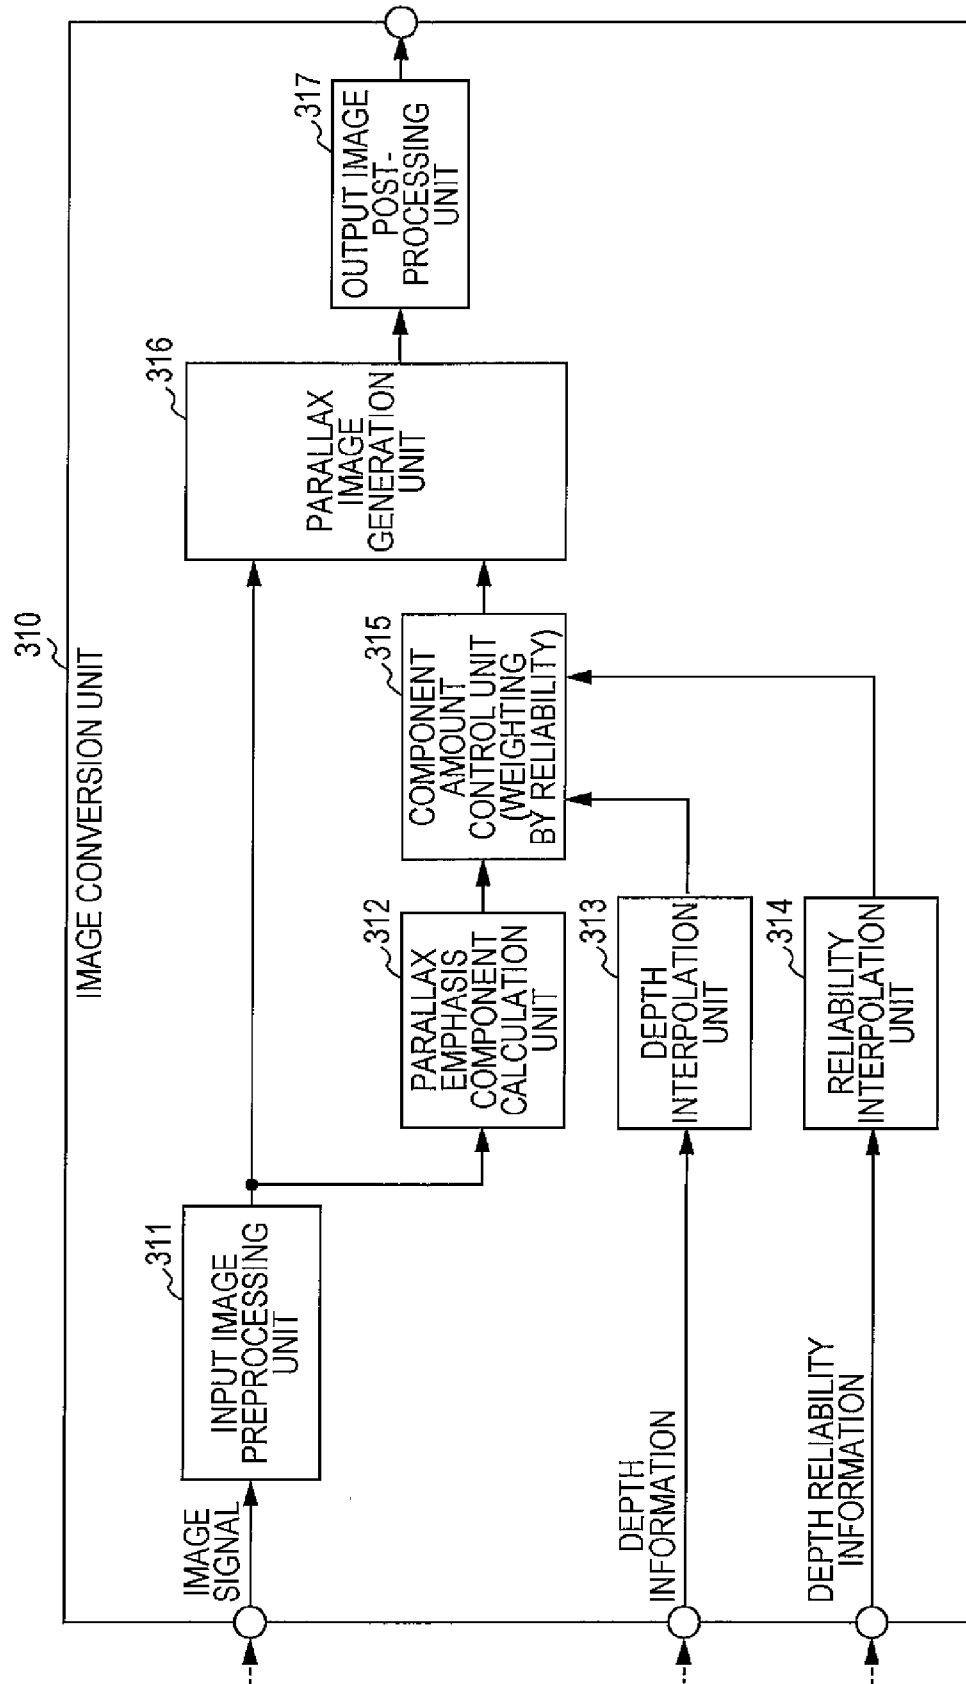 310
IMAGE CONVERSION UNIT
311
INPUT IMAGE
PREPROCESSING
UNIT
IMAGE
SIGNAL
312
PARALLAX
EMPHASIS
COMPONENT
CALCULATION
UNIT
315
COMPONENT
AMOUNT
CONTROL UNIT
(WEIGHTING
BY RELIABILITY)
316
PARALLAX
IMAGE
GENERATION
UNIT
317
OUTPUT IMAGE
POST-
PROCESSING
UNIT
DEPTH
INFORMATION
313
DEPTH
INTERPOLATION
UNIT
DEPTH RELIABILITY
INFORMATION
314
RELIABILITY
INTERPOLATION
UNIT